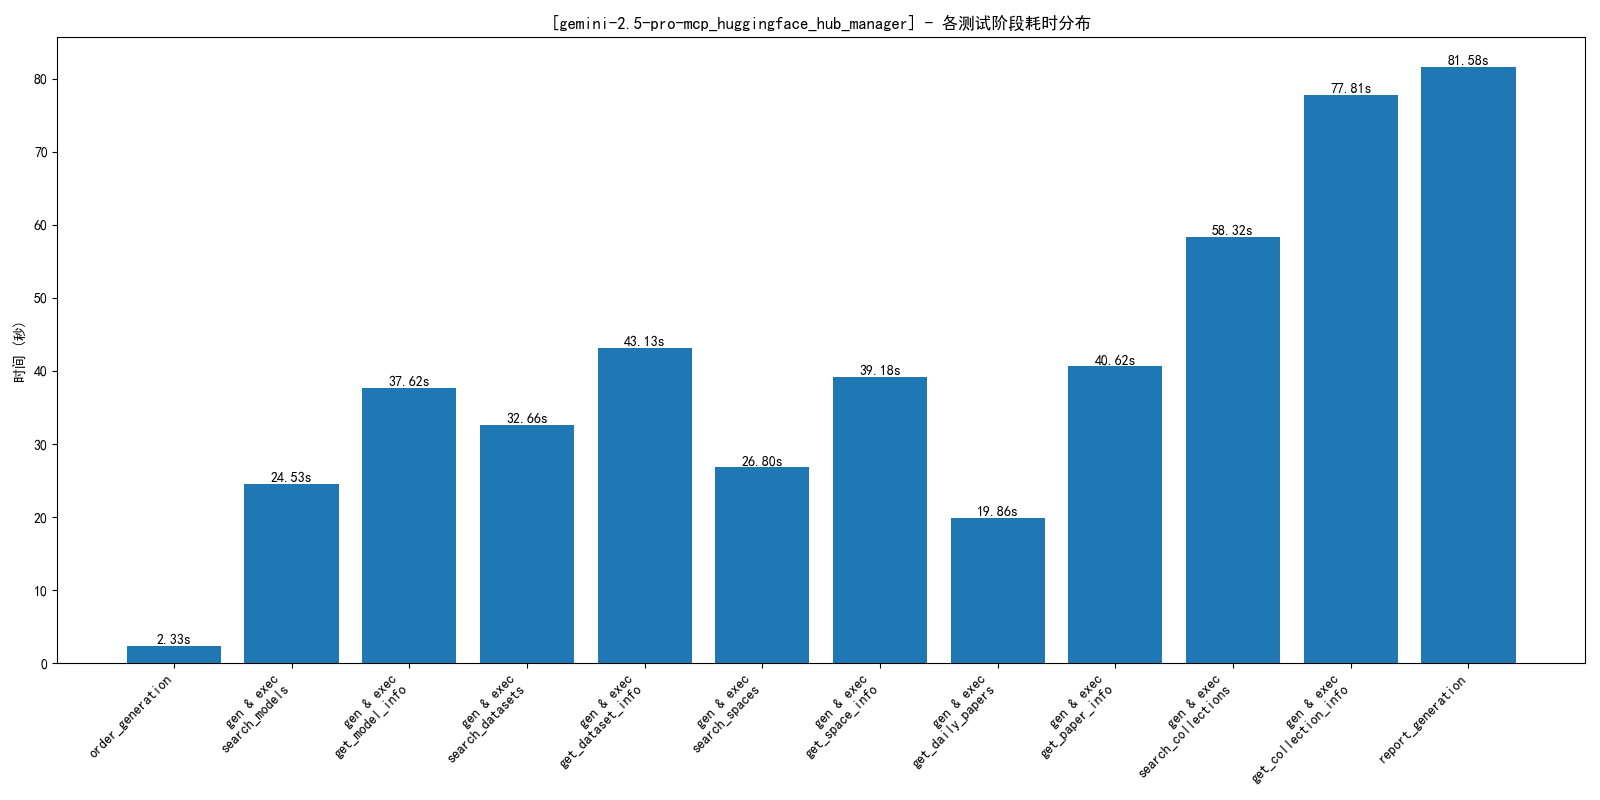 [gemini-2.5-pro-mcp_huggingface_hub_manager] - 各测试阶段耗时分布
时间 (秒)
80
70
60
50
40
30
20
10
0
2.33s
24.53s
37.62s
32.66s
43.13s
26.80s
39.18s
19.86s
40.62s
58.32s
77.81s
81.58s
order_generation
gen & exec
search_models
gen & exec
get_model_info
gen & exec
search_datasets
gen & exec
get_dataset_info
gen & exec
search_spaces
gen & exec
get_space_info
gen & exec
get_daily_papers
gen & exec
get_paper_info
gen & exec
search_collections
gen & exec
get_collection_info
report_generation